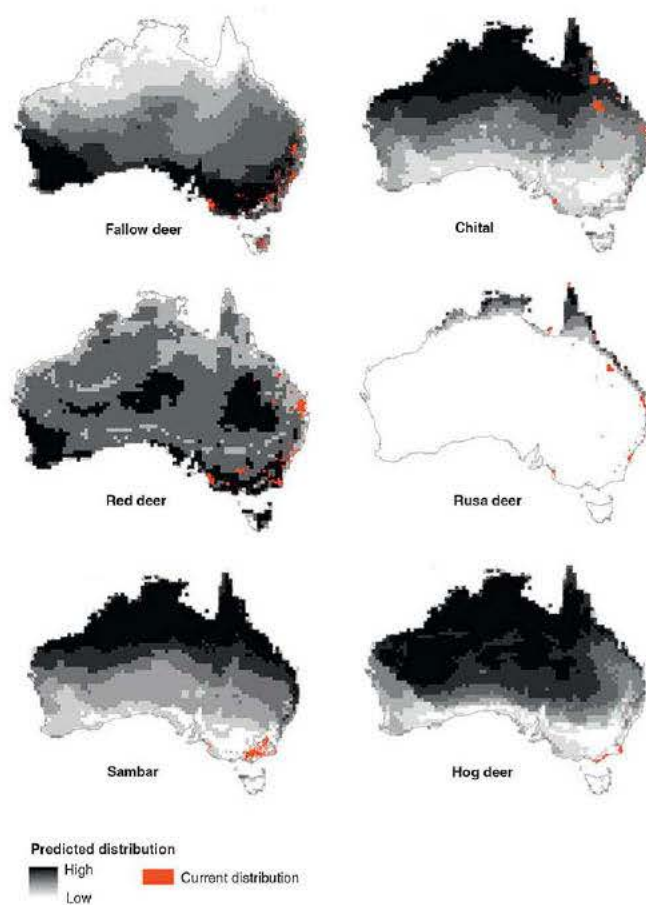 Fallow deer
Chital
Red deer
Rusa deer
Sambar
Hog deer
Predicted distribution
High
Low
Current distribution